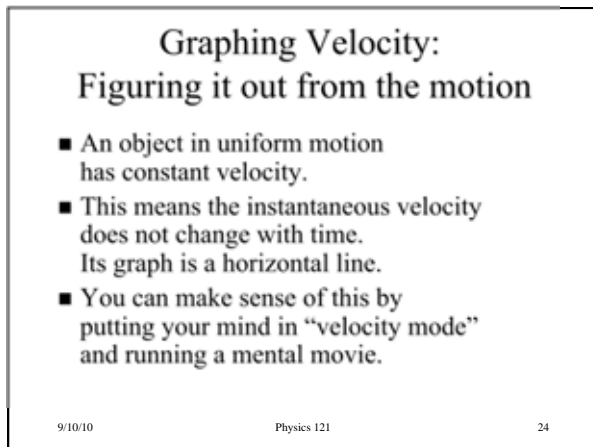 Graphing Velocity:
Figuring it out from the motion
■ An object in uniform motion
has constant velocity.
■ This means the instantaneous velocity
does not change with time.
Its graph is a horizontal line.
■ You can make sense of this by
putting your mind in “velocity mode”
and running a mental movie.
9/10/10 Physics 121 24